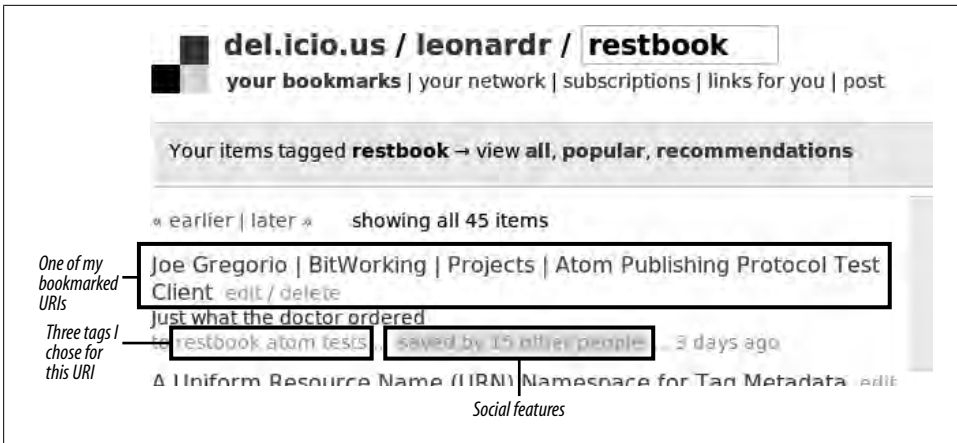 del.icio.us / leonardr / restbook
your bookmarks | your network | subscriptions | links for you | post
Your items tagged restbook → view all, popular, recommendations
« earlier | later » showing all 45 items
One of my
bookmarked
URIs
Joe Gregorio | BitWorking | Projects | Atom Publishing Protocol Test
Client edit / delete
Just what the doctor ordered
Three tags I
chose for
this URI
to restbook atom tests ... saved by 15 other people ... 3 days ago
A Uniform Resource Name (URN) Namespace for Tag Metadata edit
Social features